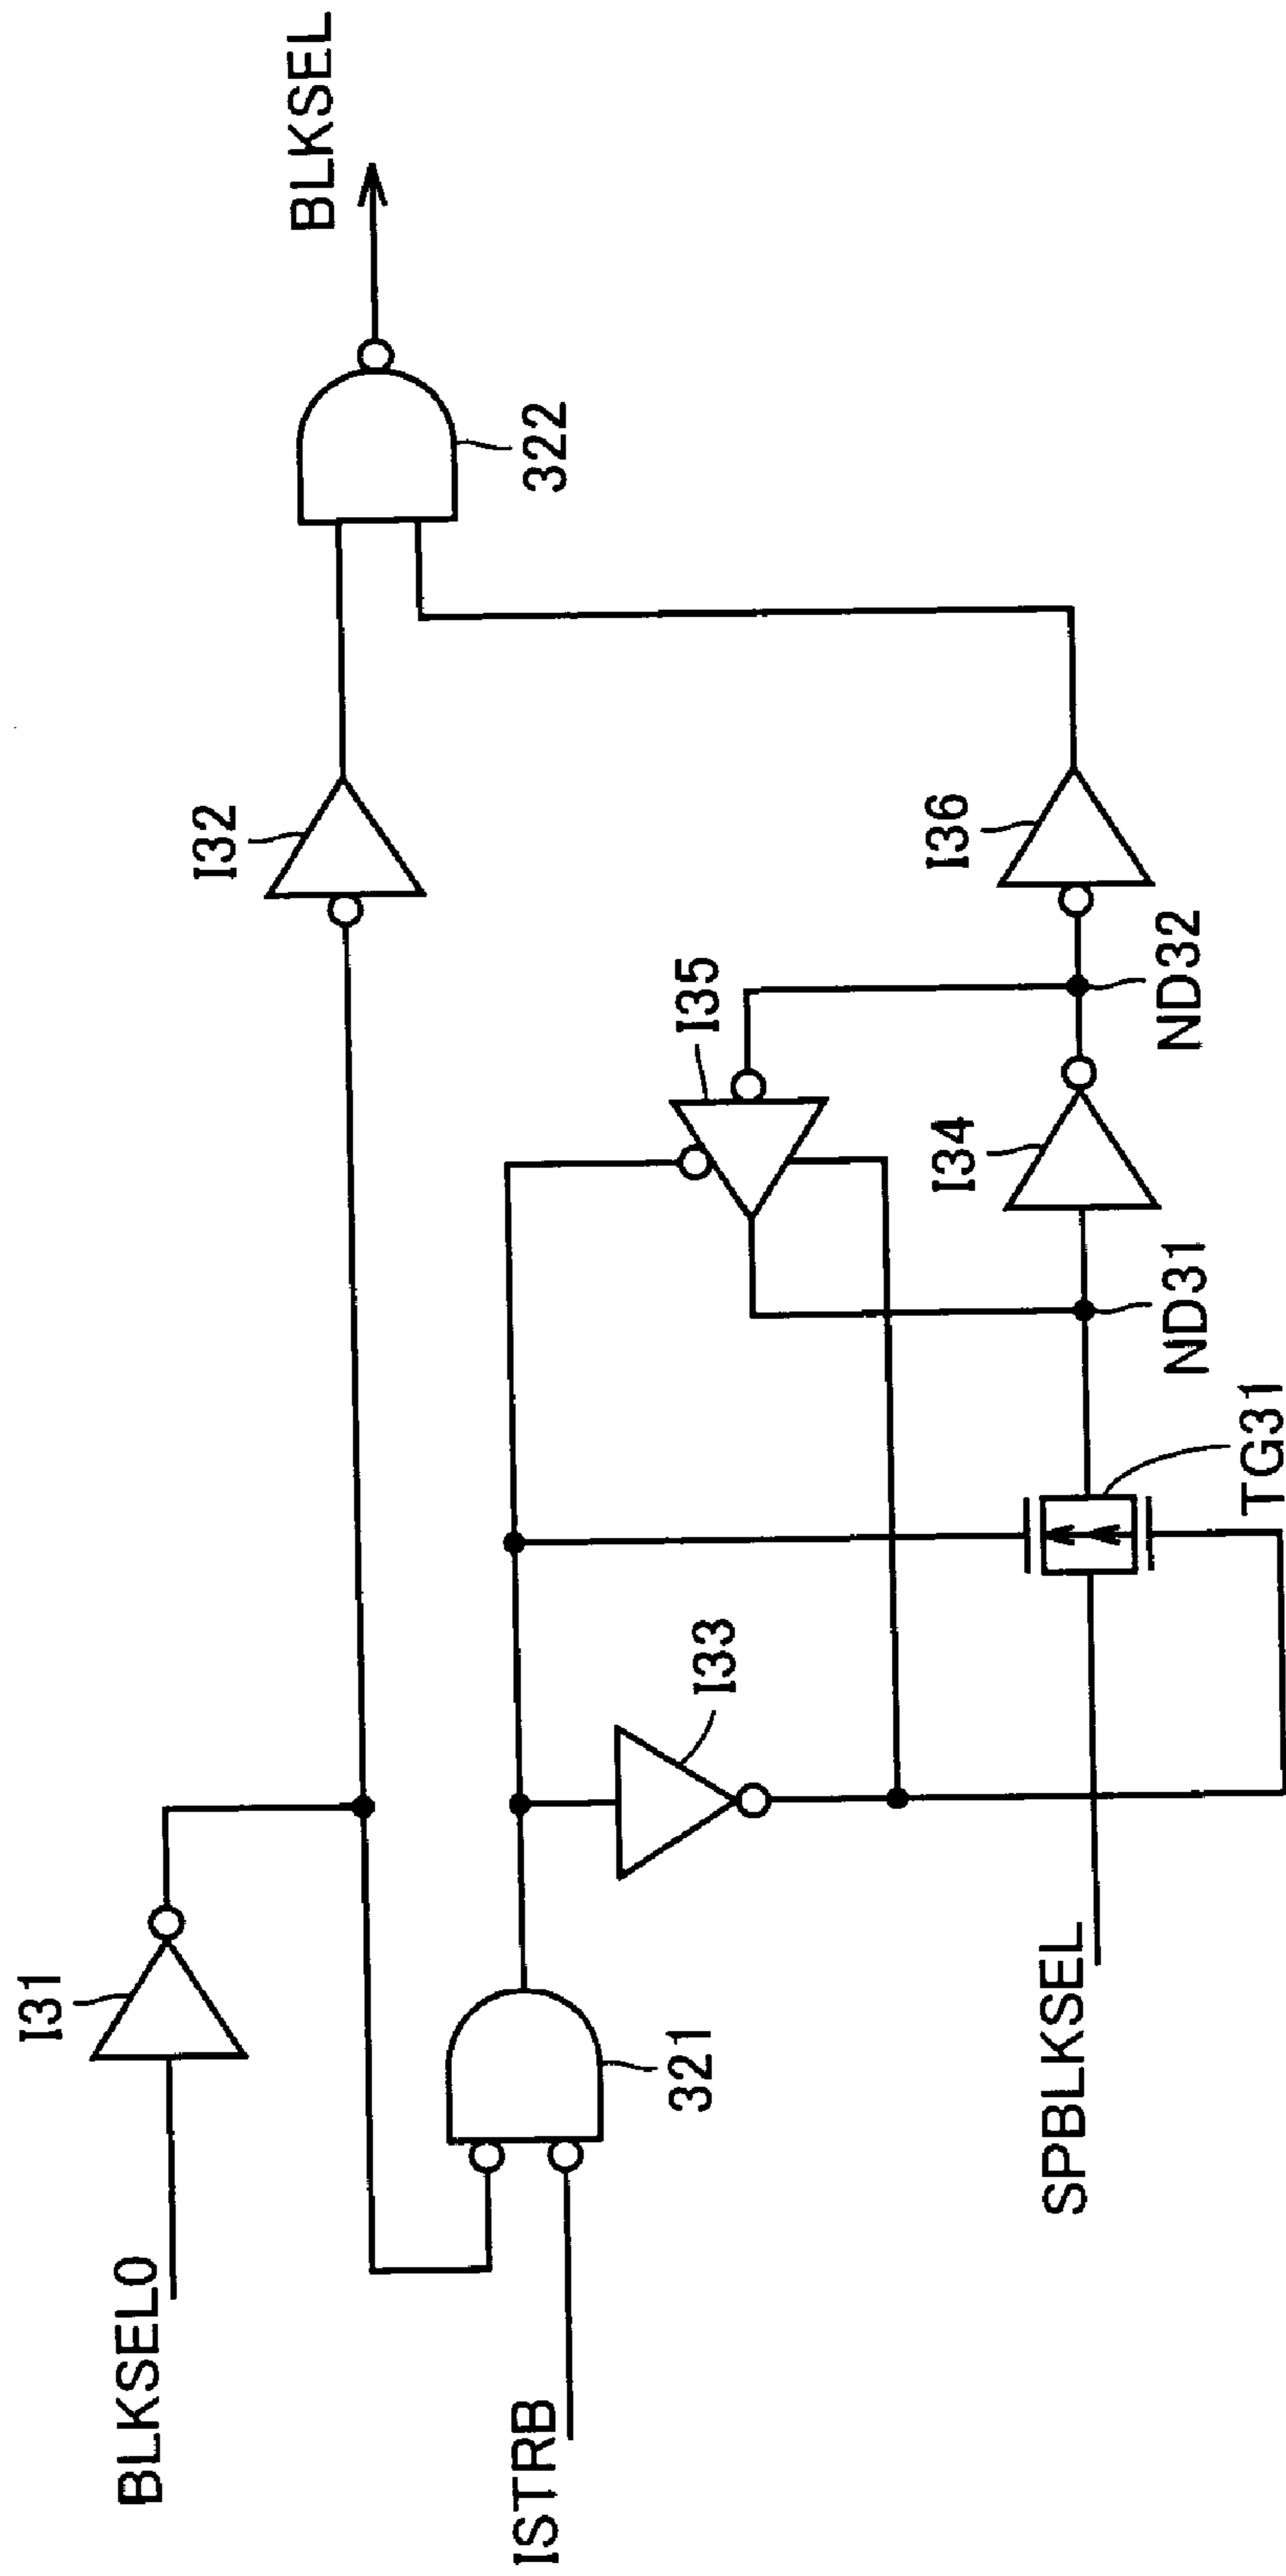 BLKSEL0
I31
I32
BLKSEL
322
ISTRB
321
I33
I35
I34
I36
ND32
ND31
TG31
SPBLKSEL